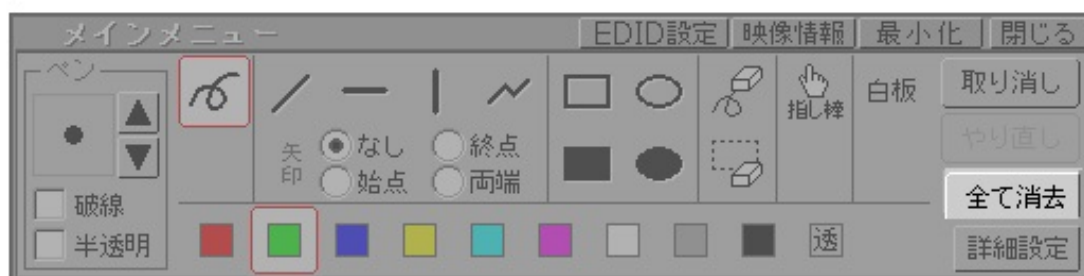 メインメニュー EDID設定 映像情報 最小化 閉じる
ペン
破線
半透明
矢印 なし 終点
始点 両端
指し棒
白板
取り消し
やり直し
全て消去
詳細設定
透